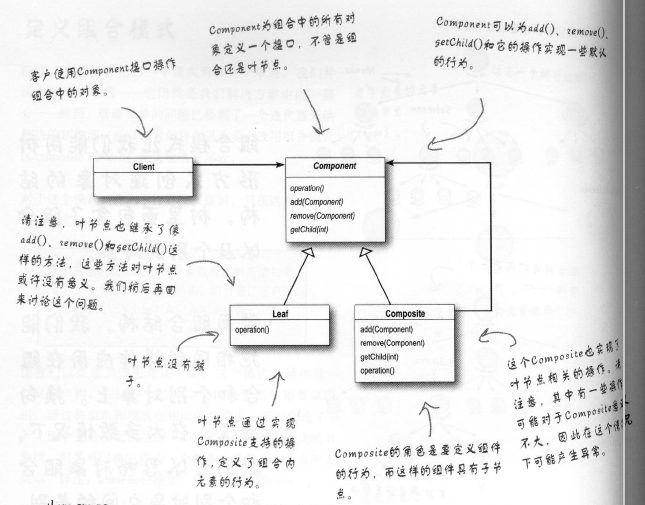 Component为组合中的所有对
象定义一个接口，不管是组
合还是叶节点。
Component可以为add()、remove()、
getChild()和它的操作实现一些默认
的行为。
客户使用Component接口操作
组合中的对象。
Client
Component
operation()
add(Component)
remove(Component)
getChild(int)
请注意，叶节点也继承了像
add()、remove()和getChild()这
样的方法，这些方法对叶节点
或许没有意义。我们稍后再回
来讨论这个问题。
Leaf
operation()
Composite
add(Component)
remove(Component)
getChild(int)
operation()
叶节点没有孩
子。
这个Composite也实现了
叶节点相关的操作。请
注意，其中有一些操作
可能对于Composite意义
不大，因此在这个情况
下可能产生异常。
叶节点通过实现
Composite支持的操
作，定义了组合内
元素的行为。
Composite的角色是要定义组件
的行为，而这样的组件具有子节
点。